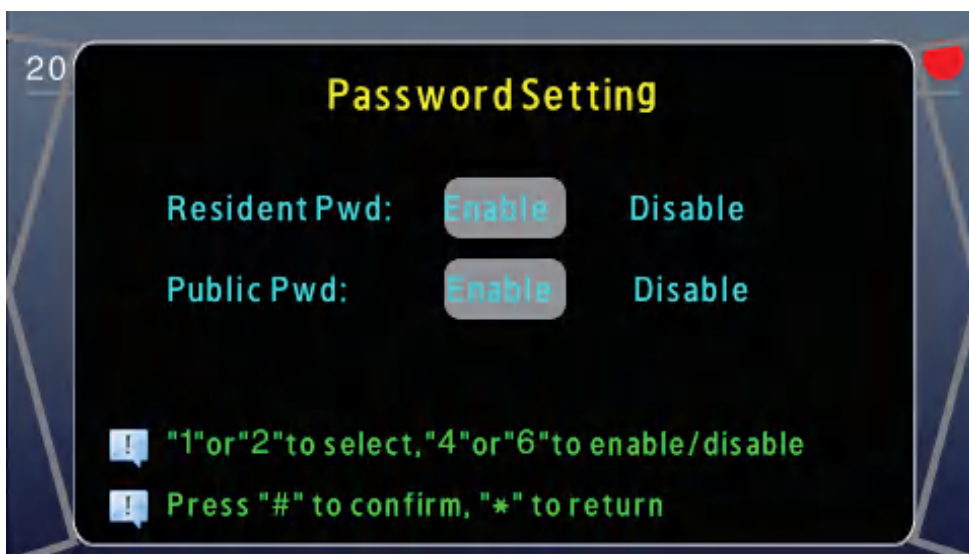 20
Password Setting
Resident Pwd: Enable Disable
Public Pwd: Enable Disable
"1"or"2"to select,"4"or"6"to enable/disable
Press "#" to confirm, "*" to return